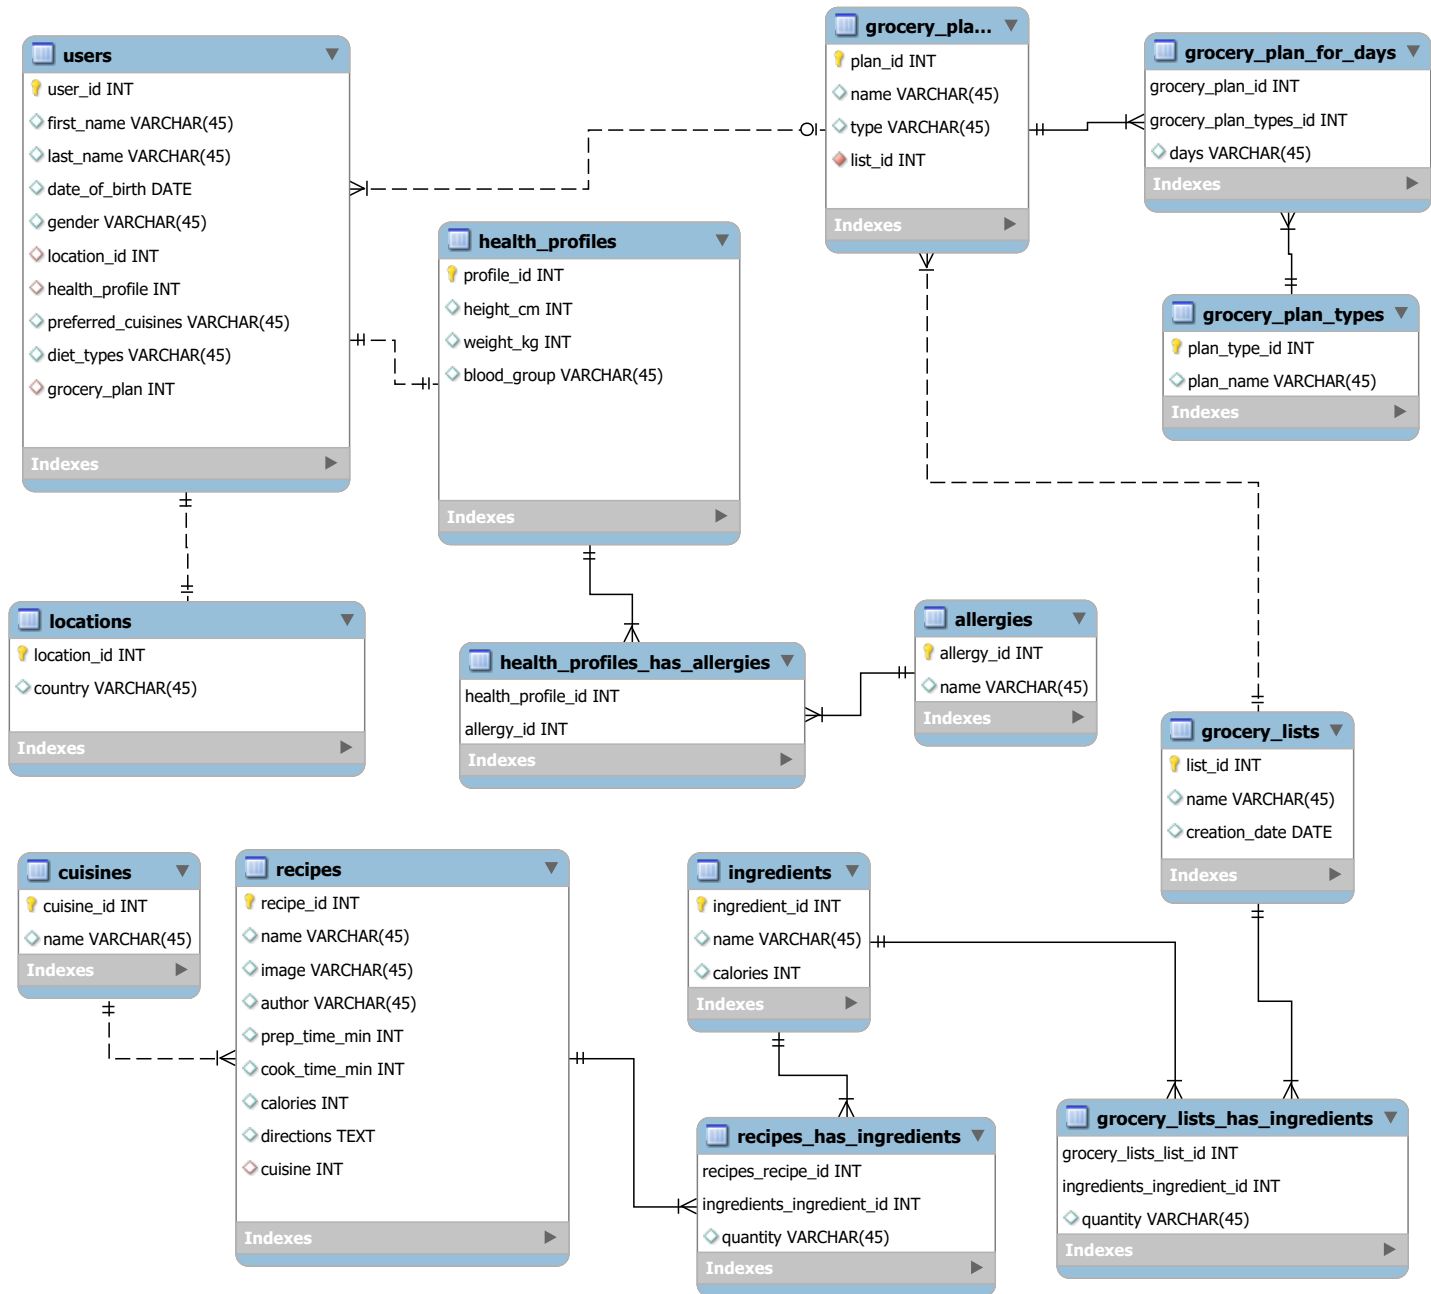 users
user_id INT
first_name VARCHAR(45)
last_name VARCHAR(45)
date_of_birth DATE
gender VARCHAR(45)
location_id INT
health_profile INT
preferred_cuisines VARCHAR(45)
diet_types VARCHAR(45)
grocery_plan INT
Indexes
health_profiles
profile_id INT
height_cm INT
weight_kg INT
blood_group VARCHAR(45)
Indexes
grocery_pla...
plan_id INT
name VARCHAR(45)
type VARCHAR(45)
list_id INT
Indexes
grocery_plan_for_days
grocery_plan_id INT
grocery_plan_types_id INT
days VARCHAR(45)
Indexes
grocery_plan_types
plan_type_id INT
plan_name VARCHAR(45)
Indexes
locations
location_id INT
country VARCHAR(45)
Indexes
health_profiles_has_allergies
health_profile_id INT
allergy_id INT
Indexes
allergies
allergy_id INT
name VARCHAR(45)
Indexes
grocery_lists
list_id INT
name VARCHAR(45)
creation_date DATE
Indexes
cuisines
cuisine_id INT
name VARCHAR(45)
Indexes
recipes
recipe_id INT
name VARCHAR(45)
image VARCHAR(45)
author VARCHAR(45)
prep_time_min INT
cook_time_min INT
calories INT
directions TEXT
cuisine INT
Indexes
ingredients
ingredient_id INT
name VARCHAR(45)
calories INT
Indexes
recipes_has_ingredients
recipes_recipe_id INT
ingredients_ingredient_id INT
quantity VARCHAR(45)
Indexes
grocery_lists_has_ingredients
grocery_lists_list_id INT
ingredients_ingredient_id INT
quantity VARCHAR(45)
Indexes